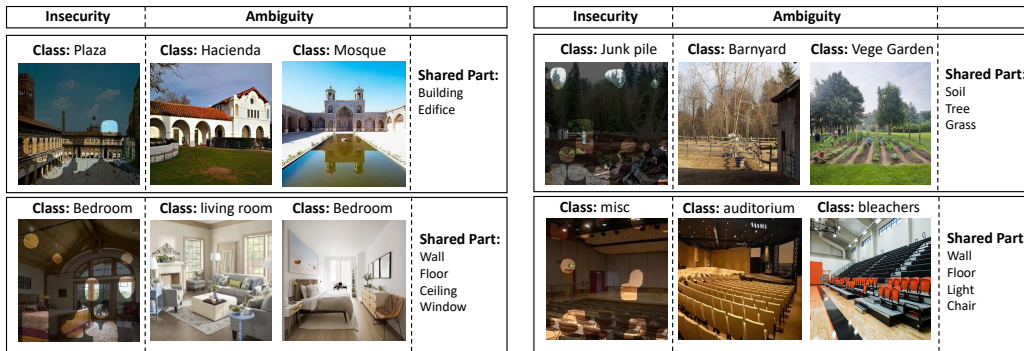 Insecurity
Ambiguity
Class: Plaza
Class: Hacienda
Class: Mosque
Shared Part:
Building
Edifice
Class: Bedroom
Class: living room
Class: Bedroom
Shared Part:
Wall
Floor
Ceiling
Window
Insecurity
Ambiguity
Class: Junk pile
Class: Barnyard
Class: Vege Garden
Shared Part:
Soil
Tree
Grass
Class: misc
Class: auditorium
Class: bleachers
Shared Part:
Wall
Floor
Light
Chair